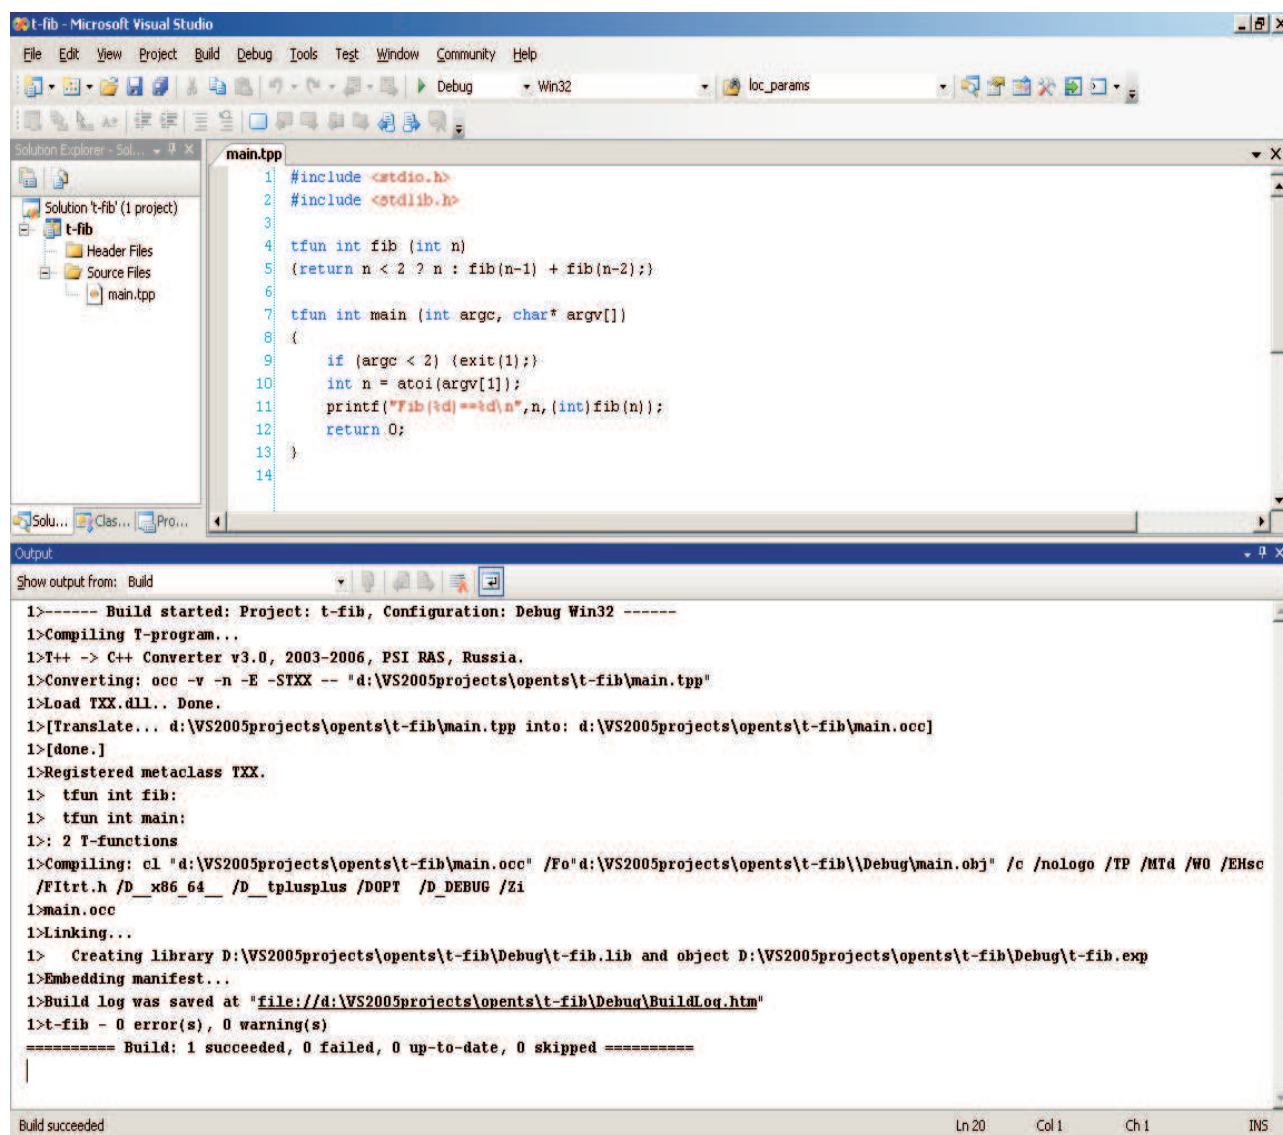 t-fib - Microsoft Visual Studio
File Edit View Project Build Debug Tools Test Window Community Help
Debug Win32 loc_params
Solution Explorer - Sol...
Solution 't-fib' (1 project)
t-fib
Header Files
Source Files
main.tpp
Solu... Clas... Pro...
main.tpp
1 #include <stdio.h>
2 #include <stdlib.h>
3
4 tfun int fib (int n)
5 {return n < 2 ? n : fib(n-1) + fib(n-2);}
6
7 tfun int main (int argc, char* argv[])
8 {
9 if (argc < 2) {exit(1);}
10 int n = atoi(argv[1]);
11 printf("Fib(%d)==%d\n",n,(int)fib(n));
12 return 0;
13 }
14
Output
Show output from: Build
1>------ Build started: Project: t-fib, Configuration: Debug Win32 ------
1>Compiling T-program...
1>T++ -> C++ Converter v3.0, 2003-2006, PSI RAS, Russia.
1>Converting: occ -v -n -E -STXX -- "d:\VS2005projects\opents\t-fib\main.tpp"
1>Load TXX.dll.. Done.
1>[Translate... d:\VS2005projects\opents\t-fib\main.tpp into: d:\VS2005projects\opents\t-fib\main.occ]
1>[done.]
1>Registered metaclass TXX.
1> tfun int fib:
1> tfun int main:
1>: 2 T-functions
1>Compiling: cl "d:\VS2005projects\opents\t-fib\main.occ" /Fo"d:\VS2005projects\opents\t-fib\\Debug\main.obj" /c /nologo /TP /MTd /W0 /EHsc
/FItrt.h /D__x86_64__ /D__tplusplus /DOPT /D_DEBUG /Zi
1>main.occ
1>Linking...
1> Creating library D:\VS2005projects\opents\t-fib\Debug\t-fib.lib and object D:\VS2005projects\opents\t-fib\Debug\t-fib.exp
1>Embedding manifest...
1>Build log was saved at "file://d:\VS2005projects\opents\t-fib\Debug\BuildLog.htm"
1>t-fib - 0 error(s), 0 warning(s)
========== Build: 1 succeeded, 0 failed, 0 up-to-date, 0 skipped ==========
Build succeeded Ln 20 Col 1 Ch 1 INS